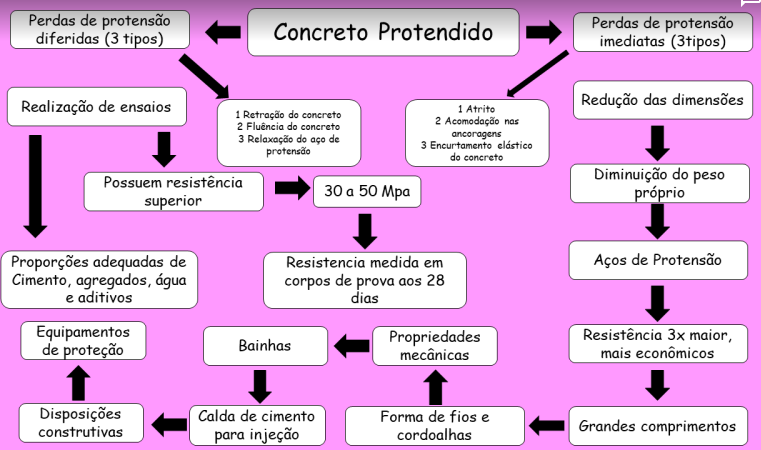 Perdas de protensão
diferidas (3 tipos)
Concreto Protendido
Perdas de protensão
imediatas (3tipos)
Realização de ensaios
1 Retração do concreto
2 Fluência do concreto
3 Relaxação do aço de
protensão
1 Atrito
2 Acomodação nas
ancoragens
3 Encurtamento elástico
do concreto
Redução das dimensões
Possuem resistência
superior
30 a 50 Mpa
Diminuição do peso
próprio
Proporções adequadas de
Cimento, agregados, água
e aditivos
Resistencia medida em
corpos de prova aos 28
dias
Aços de Protensão
Equipamentos
de proteção
Bainhas
Propriedades
mecânicas
Resistência 3x maior,
mais econômicos
Disposições
construtivas
Calda de cimento
para injeção
Forma de fios e
cordoalhas
Grandes comprimentos